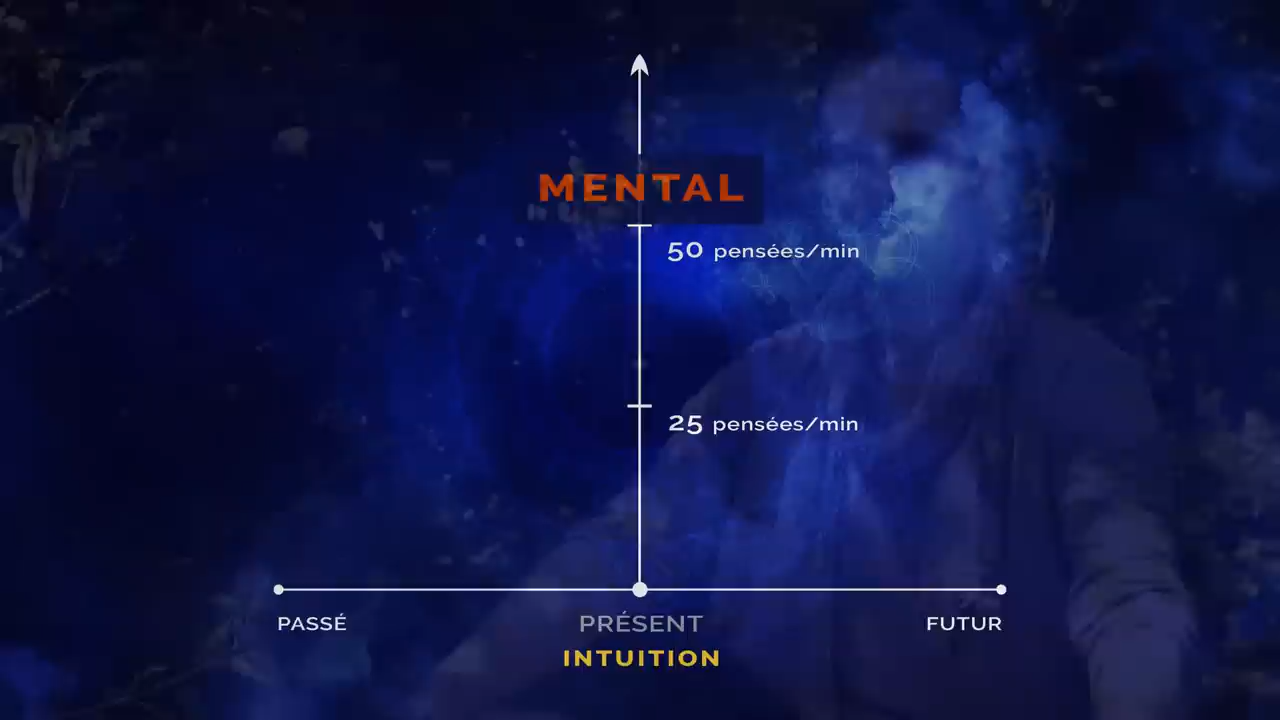 MENTAL
50 pensées/min
25 pensées/min
PASSÉ
PRÉSENT
FUTUR
INTUITION